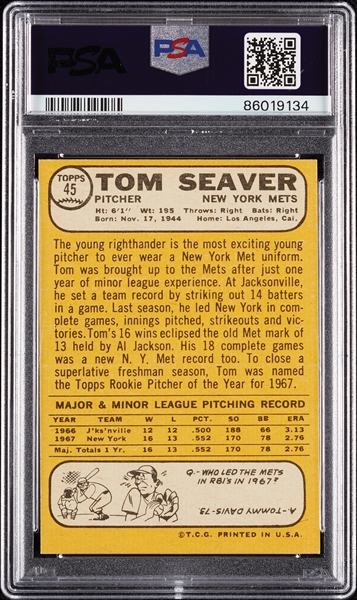 PSA
PSA
86019134
TOPPS
45
TOM SEAVER
PITCHER NEW YORK METS
Ht: 6'1" Wt: 195 Throws: Right Bats: Right
Born: Nov. 17, 1944 Home: Los Angeles, Cal.
The young righthander is the most exciting young
pitcher to ever wear a New York Met uniform.
Tom was brought up to the Mets after just one
year of minor league experience. At Jacksonville,
he set a team record by striking out 14 batters
in a game. Last season, he led New York in com-
plete games, innings pitched, strikeouts and vic-
tories. Tom's 16 wins eclipsed the old Met mark of
13 held by Al Jackson. His 18 complete games
was a new N. Y. Met record too. To close a
superlative freshman season, Tom was named
the Topps Rookie Pitcher of the Year for 1967.
MAJOR & MINOR LEAGUE PITCHING RECORD
YEAR TEAM W L PCT. SO BB ERA
1966 J'ks'nville 12 12 .500 188 66 3.13
1967 New York 16 13 .552 170 78 2.76
Maj. Totals 1 Yr. 16 13 .552 170 78 2.76
Q-WHO LED THE METS
IN RBI'S IN 1967?
A-TOMMY DAVIS-73.
©T.C.G. PRINTED IN U.S.A.